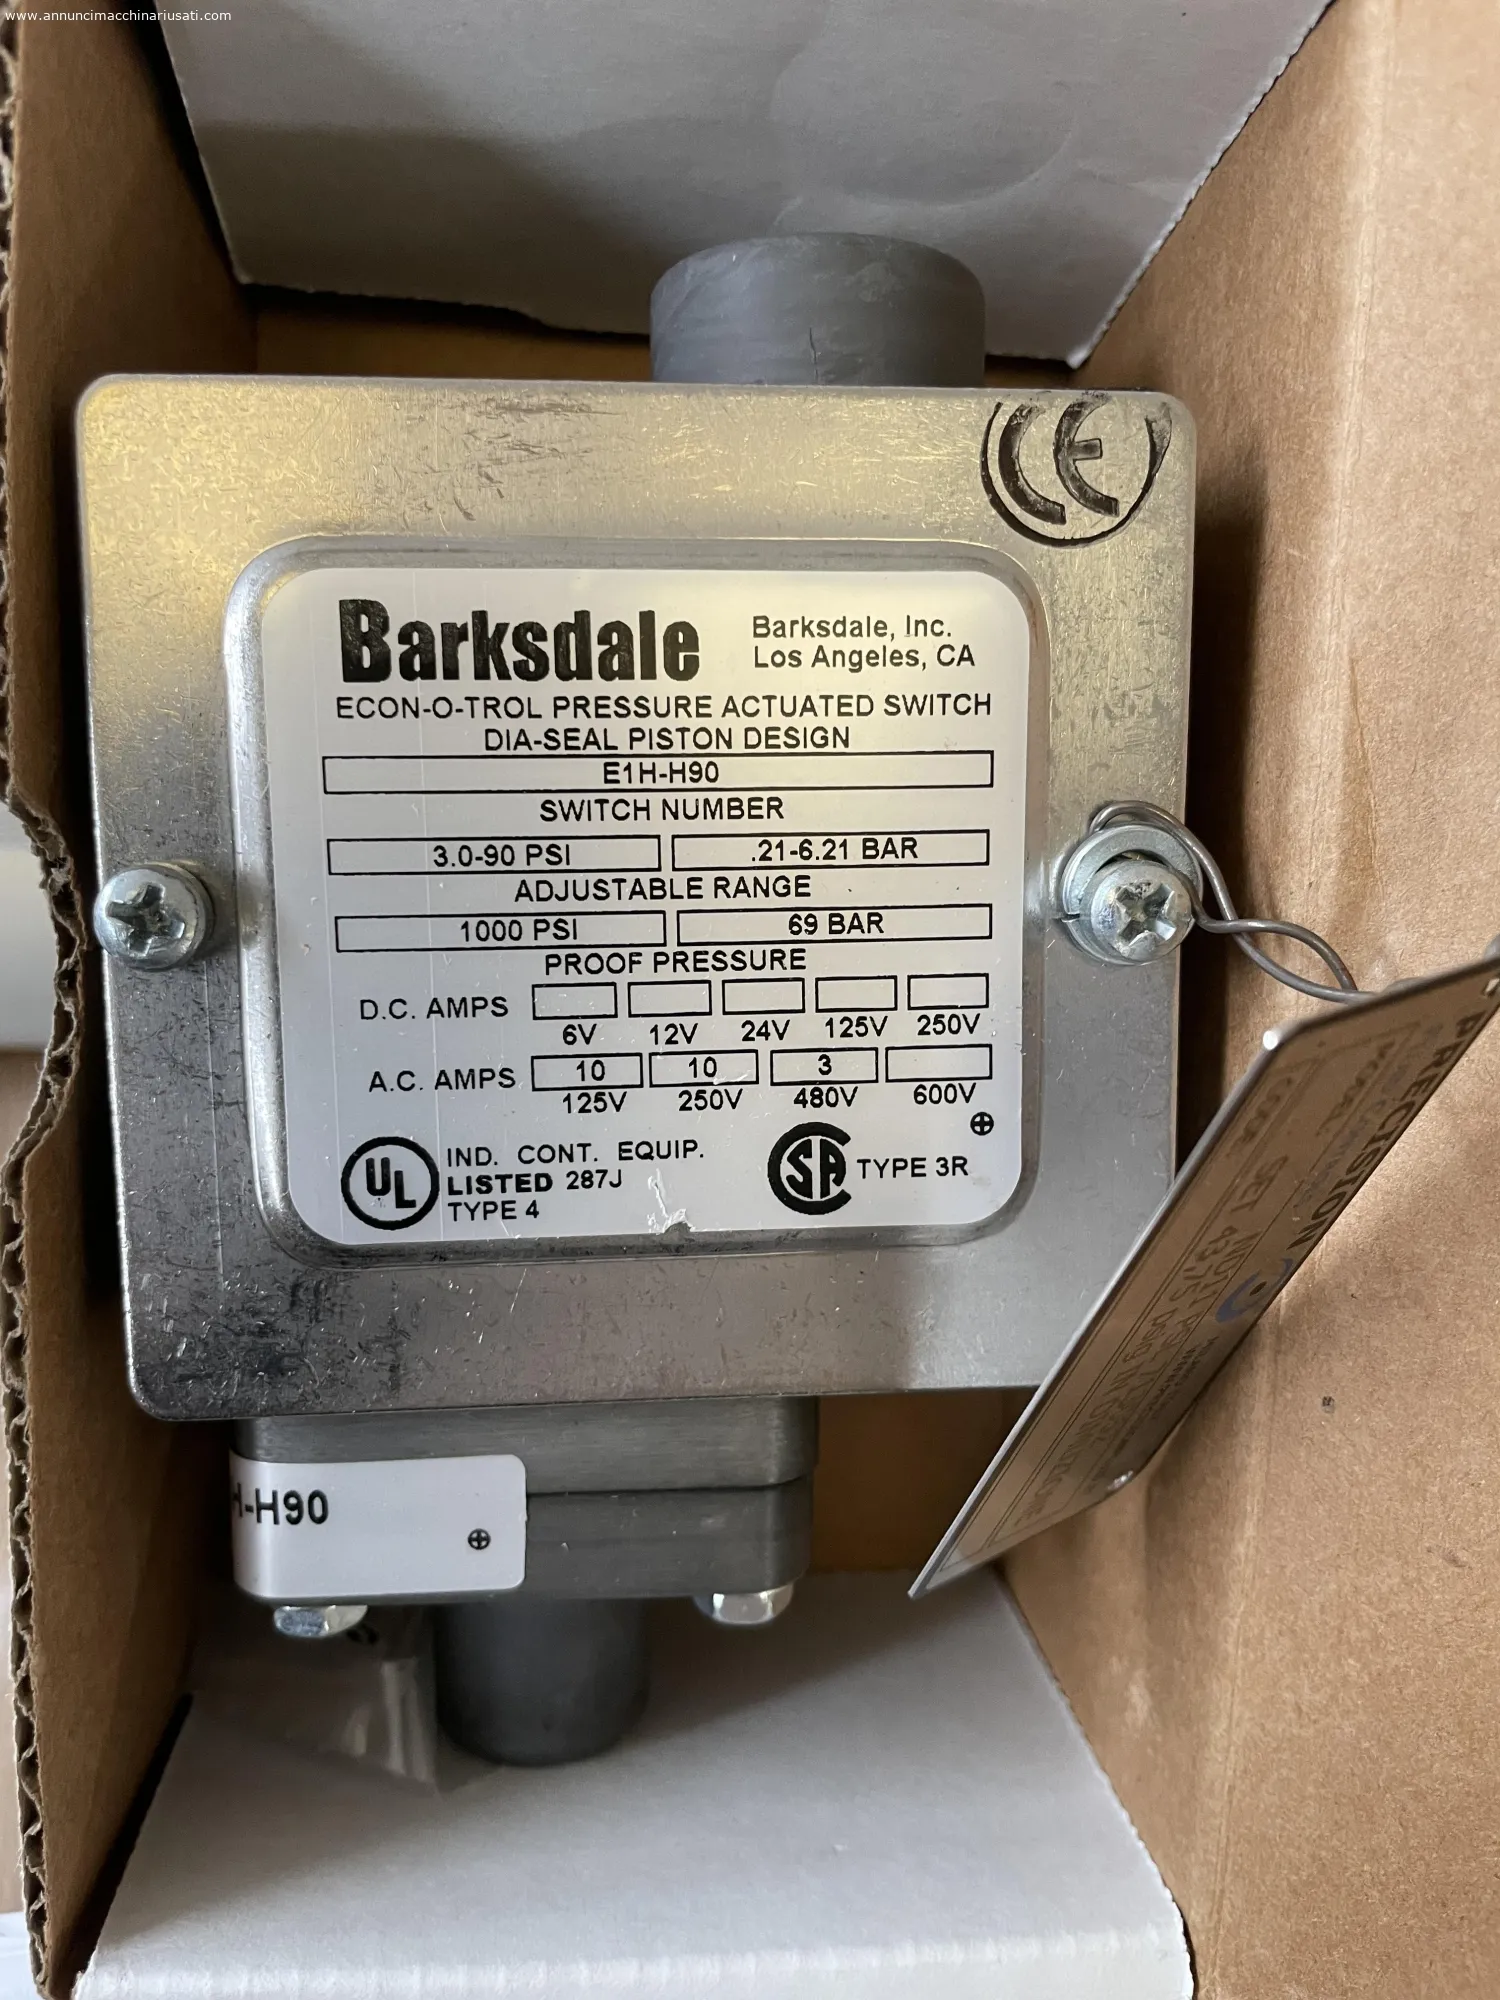 www.annuncimacchinariusati.com
CE
Barksdale
Barksdale, Inc.
Los Angeles, CA
ECON-O-TROL PRESSURE ACTUATED SWITCH
DIA-SEAL PISTON DESIGN
E1H-H90
SWITCH NUMBER
3.0-90 PSI .21-6.21 BAR
ADJUSTABLE RANGE
1000 PSI 69 BAR
PROOF PRESSURE
D.C. AMPS
6V 12V 24V 125V 250V
A.C. AMPS 10 10 3
125V 250V 480V 600V
UL IND. CONT. EQUIP.
LISTED 287J
TYPE 4
SA TYPE 3R
H-H90
PRECISION
SET